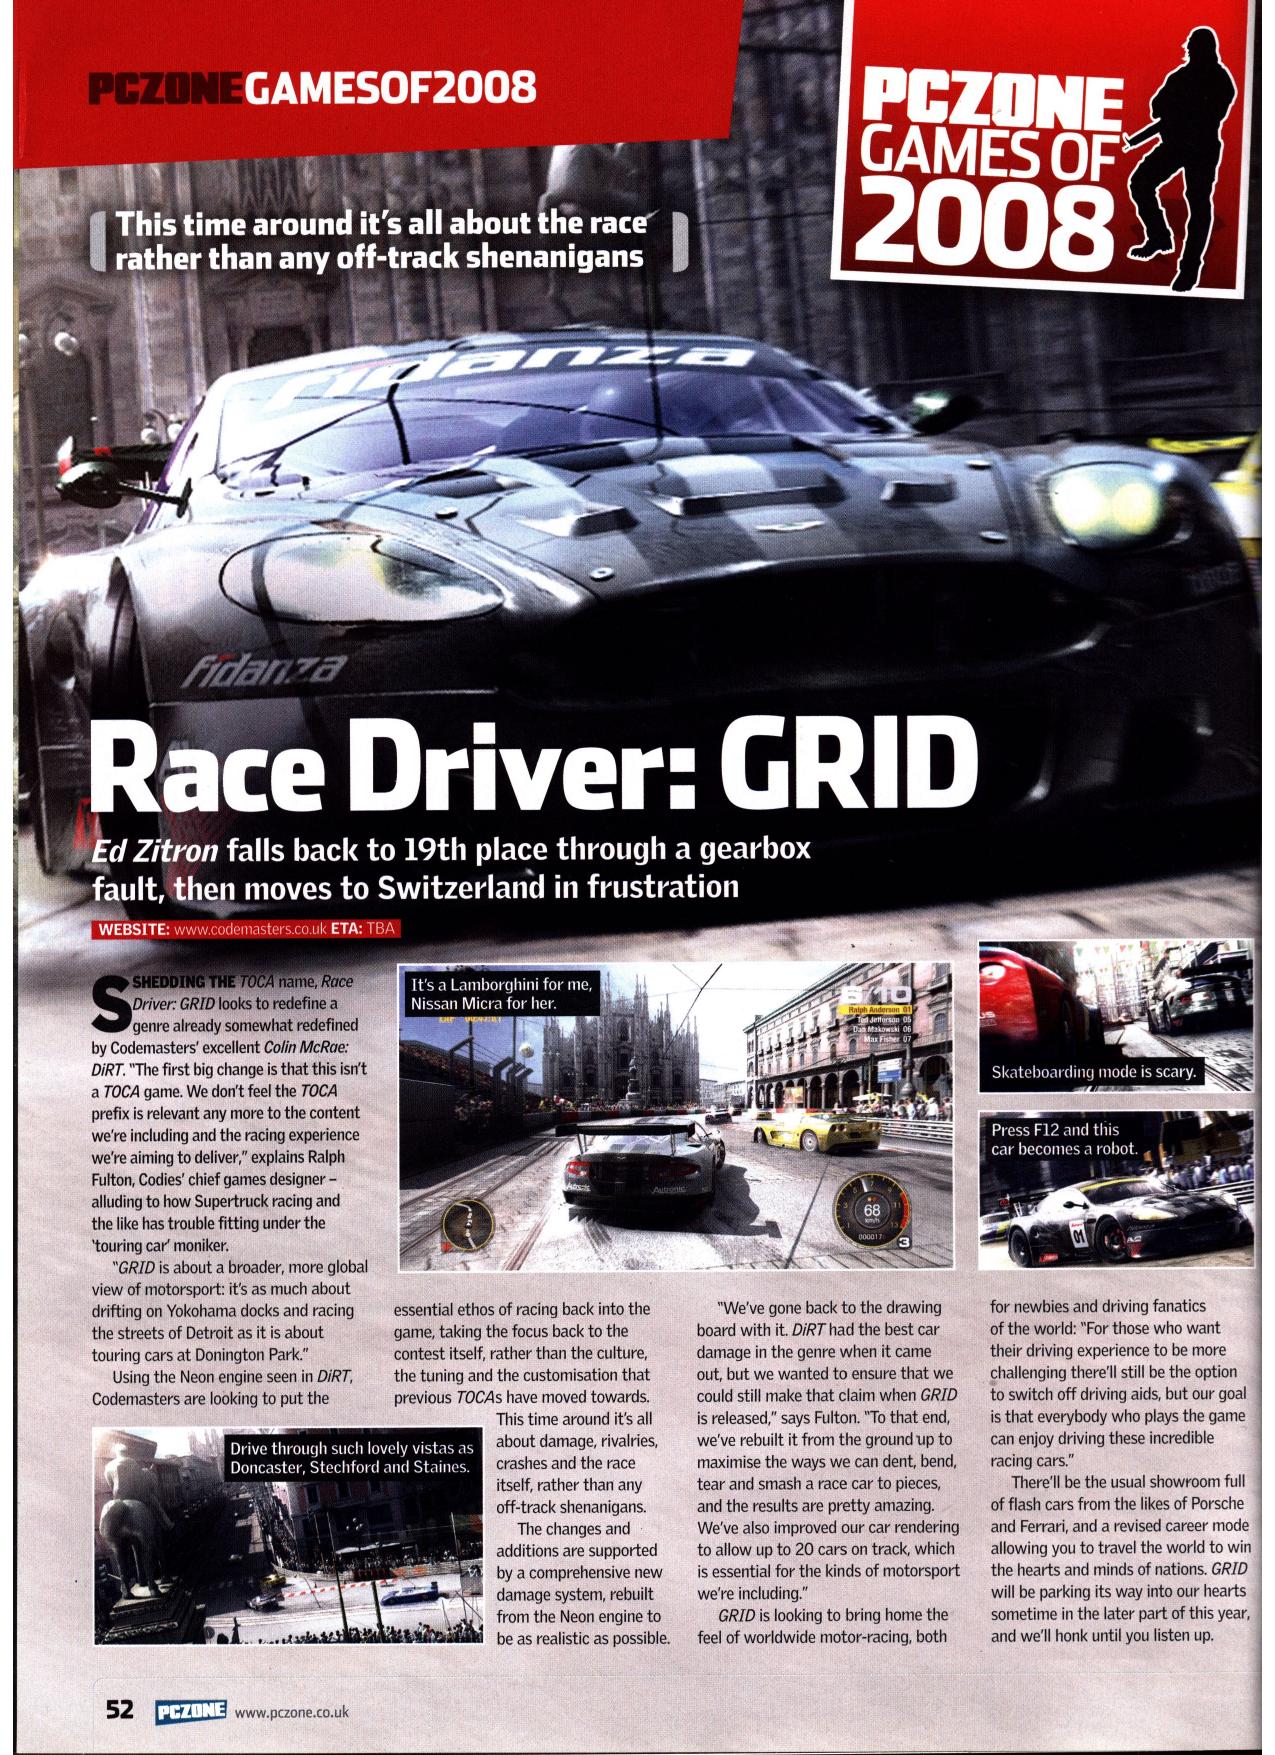 PCZONEGAMESOF2008
PCZONE
GAMES OF
2008
This time around it's all about the race
rather than any off-track shenanigans
fidanza
fidanza
Race Driver: GRID
Ed Zitron falls back to 19th place through a gearbox
fault, then moves to Switzerland in frustration
WEBSITE: www.codemasters.co.uk ETA: TBA
SSHEDDING THE TOCA name, Race
Driver: GRID looks to redefine a
genre already somewhat redefined
by Codemasters' excellent Colin McRae:
DiRT. "The first big change is that this isn't
a TOCA game. We don't feel the TOCA
prefix is relevant any more to the content
we're including and the racing experience
we're aiming to deliver," explains Ralph
Fulton, Codies' chief games designer –
alluding to how Supertruck racing and
the like has trouble fitting under the
'touring car' moniker.
"GRID is about a broader, more global
view of motorsport: it's as much about
drifting on Yokohama docks and racing
the streets of Detroit as it is about
touring cars at Donington Park."
Using the Neon engine seen in DiRT,
Codemasters are looking to put the
It's a Lamborghini for me,
Nissan Micra for her.
6/10
Ralph Anderson 01
Ted Jefferson 05
Dan Makowski 06
Max Fisher 07
Autronic
68
km/h
3
Skateboarding mode is scary.
Press F12 and this
car becomes a robot.
01
Drive through such lovely vistas as
Doncaster, Stechford and Staines.
essential ethos of racing back into the
game, taking the focus back to the
contest itself, rather than the culture,
the tuning and the customisation that
previous TOCAs have moved towards.
This time around it's all
about damage, rivalries,
crashes and the race
itself, rather than any
off-track shenanigans.
The changes and
additions are supported
by a comprehensive new
damage system, rebuilt
from the Neon engine to
be as realistic as possible.
"We've gone back to the drawing
board with it. DiRT had the best car
damage in the genre when it came
out, but we wanted to ensure that we
could still make that claim when GRID
is released," says Fulton. "To that end,
we've rebuilt it from the ground up to
maximise the ways we can dent, bend,
tear and smash a race car to pieces,
and the results are pretty amazing.
We've also improved our car rendering
to allow up to 20 cars on track, which
is essential for the kinds of motorsport
we're including."
GRID is looking to bring home the
feel of worldwide motor-racing, both
for newbies and driving fanatics
of the world: "For those who want
their driving experience to be more
challenging there'll still be the option
to switch off driving aids, but our goal
is that everybody who plays the game
can enjoy driving these incredible
racing cars."
There'll be the usual showroom full
of flash cars from the likes of Porsche
and Ferrari, and a revised career mode
allowing you to travel the world to win
the hearts and minds of nations. GRID
will be parking its way into our hearts
sometime in the later part of this year,
and we'll honk until you listen up.
52 PCZONE www.pczone.co.uk